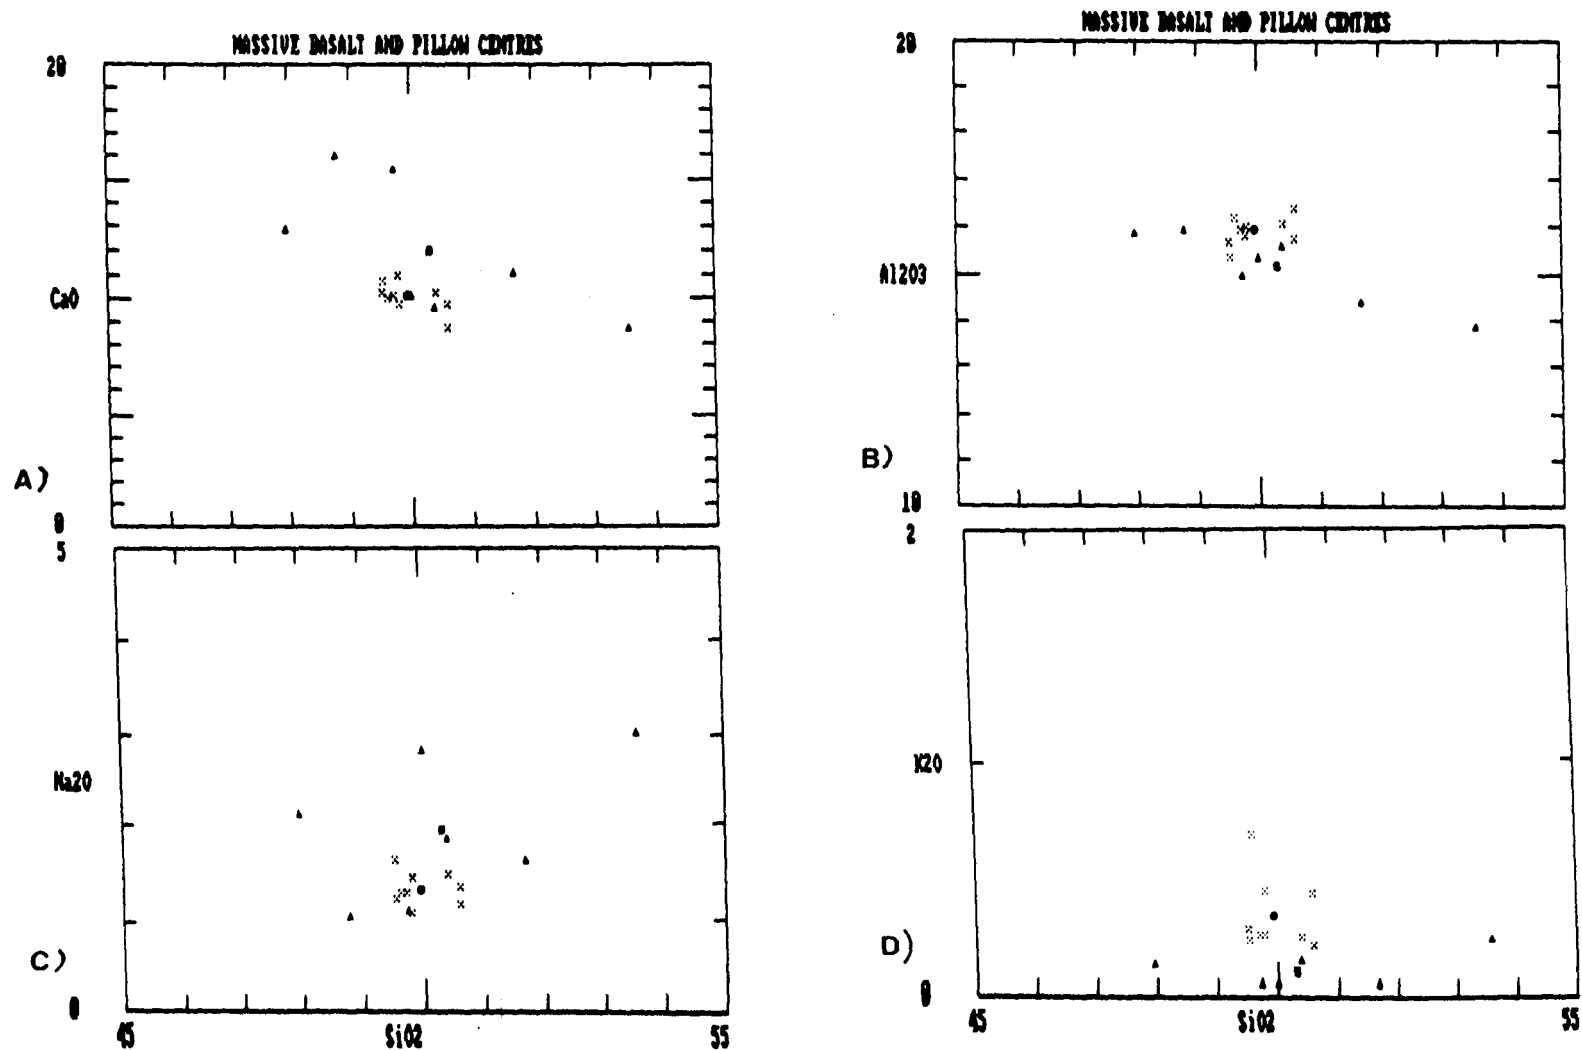 MASSIVE BASALT AND PILLOW CENTRES
20
CaO
A)
0
MASSIVE BASALT AND PILLOW CENTRES
20
Al2O3
B)
10
5
Na2O
C)
0
45
SiO2
55
2
K2O
D)
0
45
SiO2
55